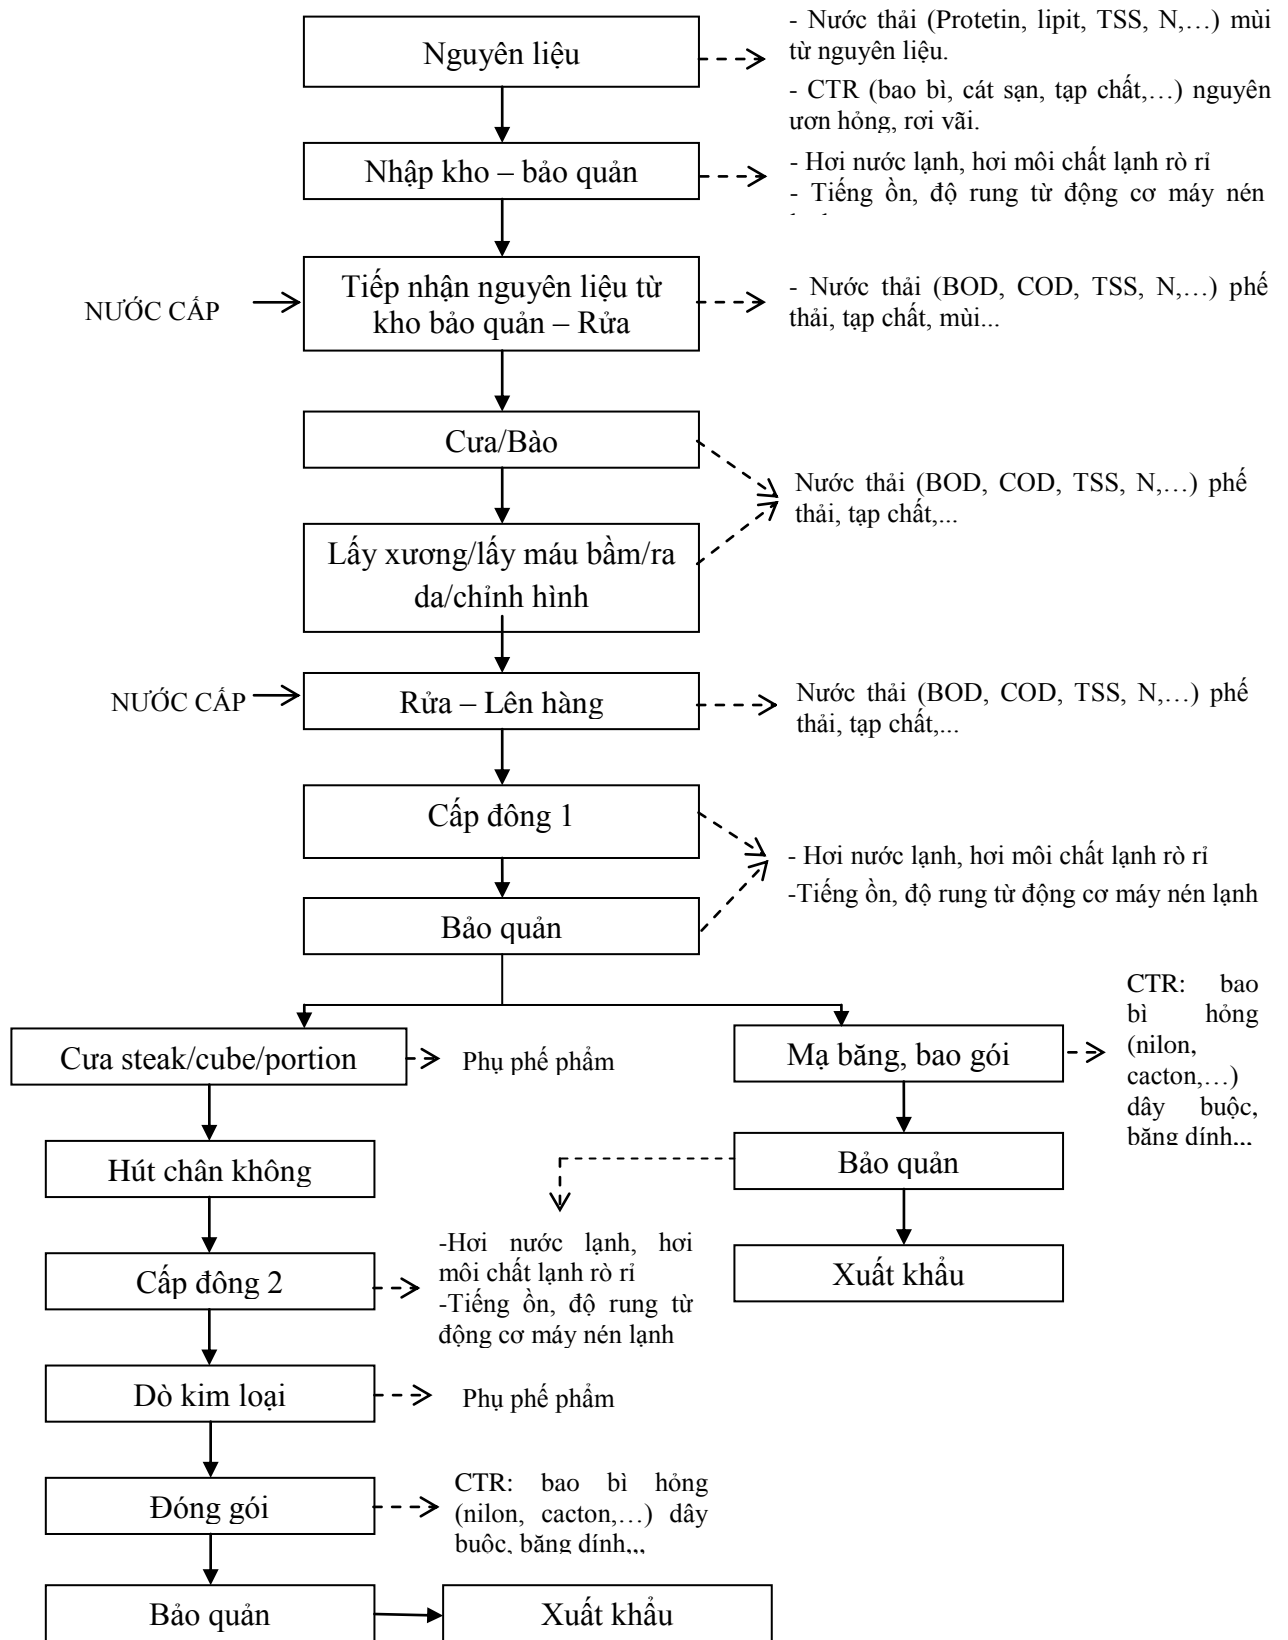 Nguyên liệu
- Nước thải (Protetin, lipit, TSS, N,…) mùi
từ nguyên liệu.
- CTR (bao bì, cát sạn, tạp chất,…) nguyên
ươn hỏng, rơi vãi.
Nhập kho – bảo quản
- Hơi nước lạnh, hơi môi chất lạnh rò rỉ
- Tiếng ồn, độ rung từ động cơ máy nén
NƯỚC CẤP
Tiếp nhận nguyên liệu từ
kho bảo quản – Rửa
- Nước thải (BOD, COD, TSS, N,…) phế
thải, tạp chất, mùi...
Cưa/Bào
Nước thải (BOD, COD, TSS, N,…) phế
thải, tạp chất,...
Lấy xương/lấy máu bầm/ra
da/chỉnh hình
NƯỚC CẤP
Rửa – Lên hàng
Nước thải (BOD, COD, TSS, N,…) phế
thải, tạp chất,...
Cấp đông 1
- Hơi nước lạnh, hơi môi chất lạnh rò rỉ
-Tiếng ồn, độ rung từ động cơ máy nén lạnh
Bảo quản
Cưa steak/cube/portion
Phụ phế phẩm
Mạ băng, bao gói
CTR: bao
bì hỏng
(nilon,
cacton,…)
dây buộc,
băng dính,,,
Hút chân không
Bảo quản
Cấp đông 2
-Hơi nước lạnh, hơi
môi chất lạnh rò rỉ
-Tiếng ồn, độ rung từ
động cơ máy nén lạnh
Xuất khẩu
Dò kim loại
Phụ phế phẩm
Đóng gói
CTR: bao bì hỏng
(nilon, cacton,…) dây
buộc, băng dính,,,
Bảo quản
Xuất khẩu